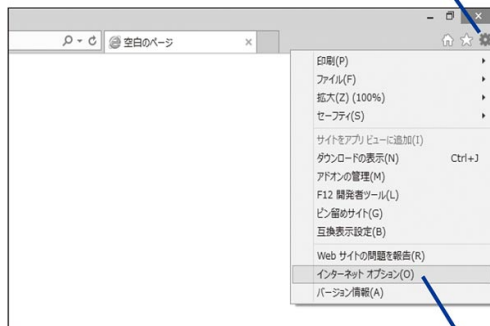 空白のページ
印刷(P)
ファイル(F)
拡大(Z) (100%)
セーフティ(S)
サイトをアプリ ビューに追加(I)
ダウンロードの表示(N) Ctrl+J
アドオンの管理(M)
F12 開発者ツール(L)
ピン留めサイト(G)
互換表示設定(B)
Web サイトの問題を報告(R)
インターネット オプション(O)
バージョン情報(A)